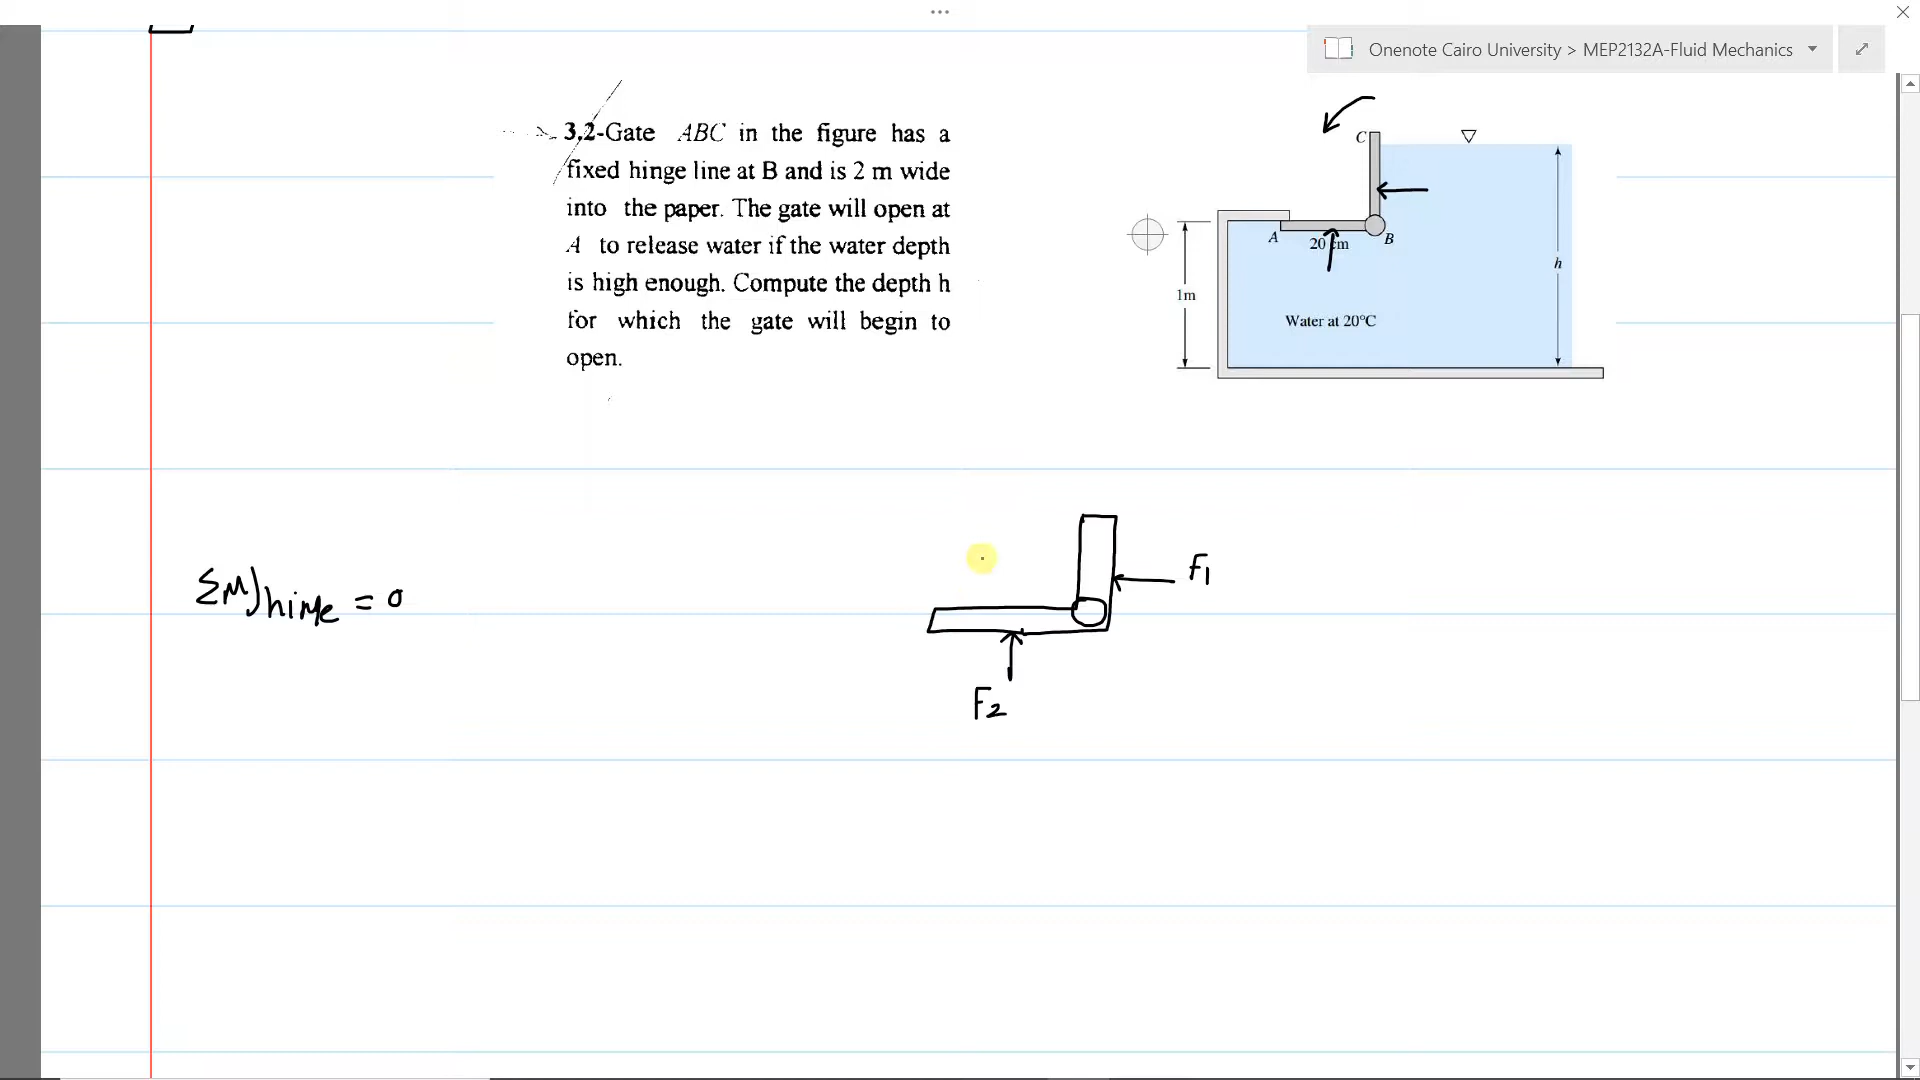 Onenote Cairo University > MEP2132A-Fluid Mechanics
3.2-Gate ABC in the figure has a
fixed hinge line at B and is 2 m wide
into the paper. The gate will open at
A to release water if the water depth
is high enough. Compute the depth h
for which the gate will begin to
open.
C
A
20 cm
B
h
1m
Water at 20°C
ΣM)hinge = 0
F1
F2